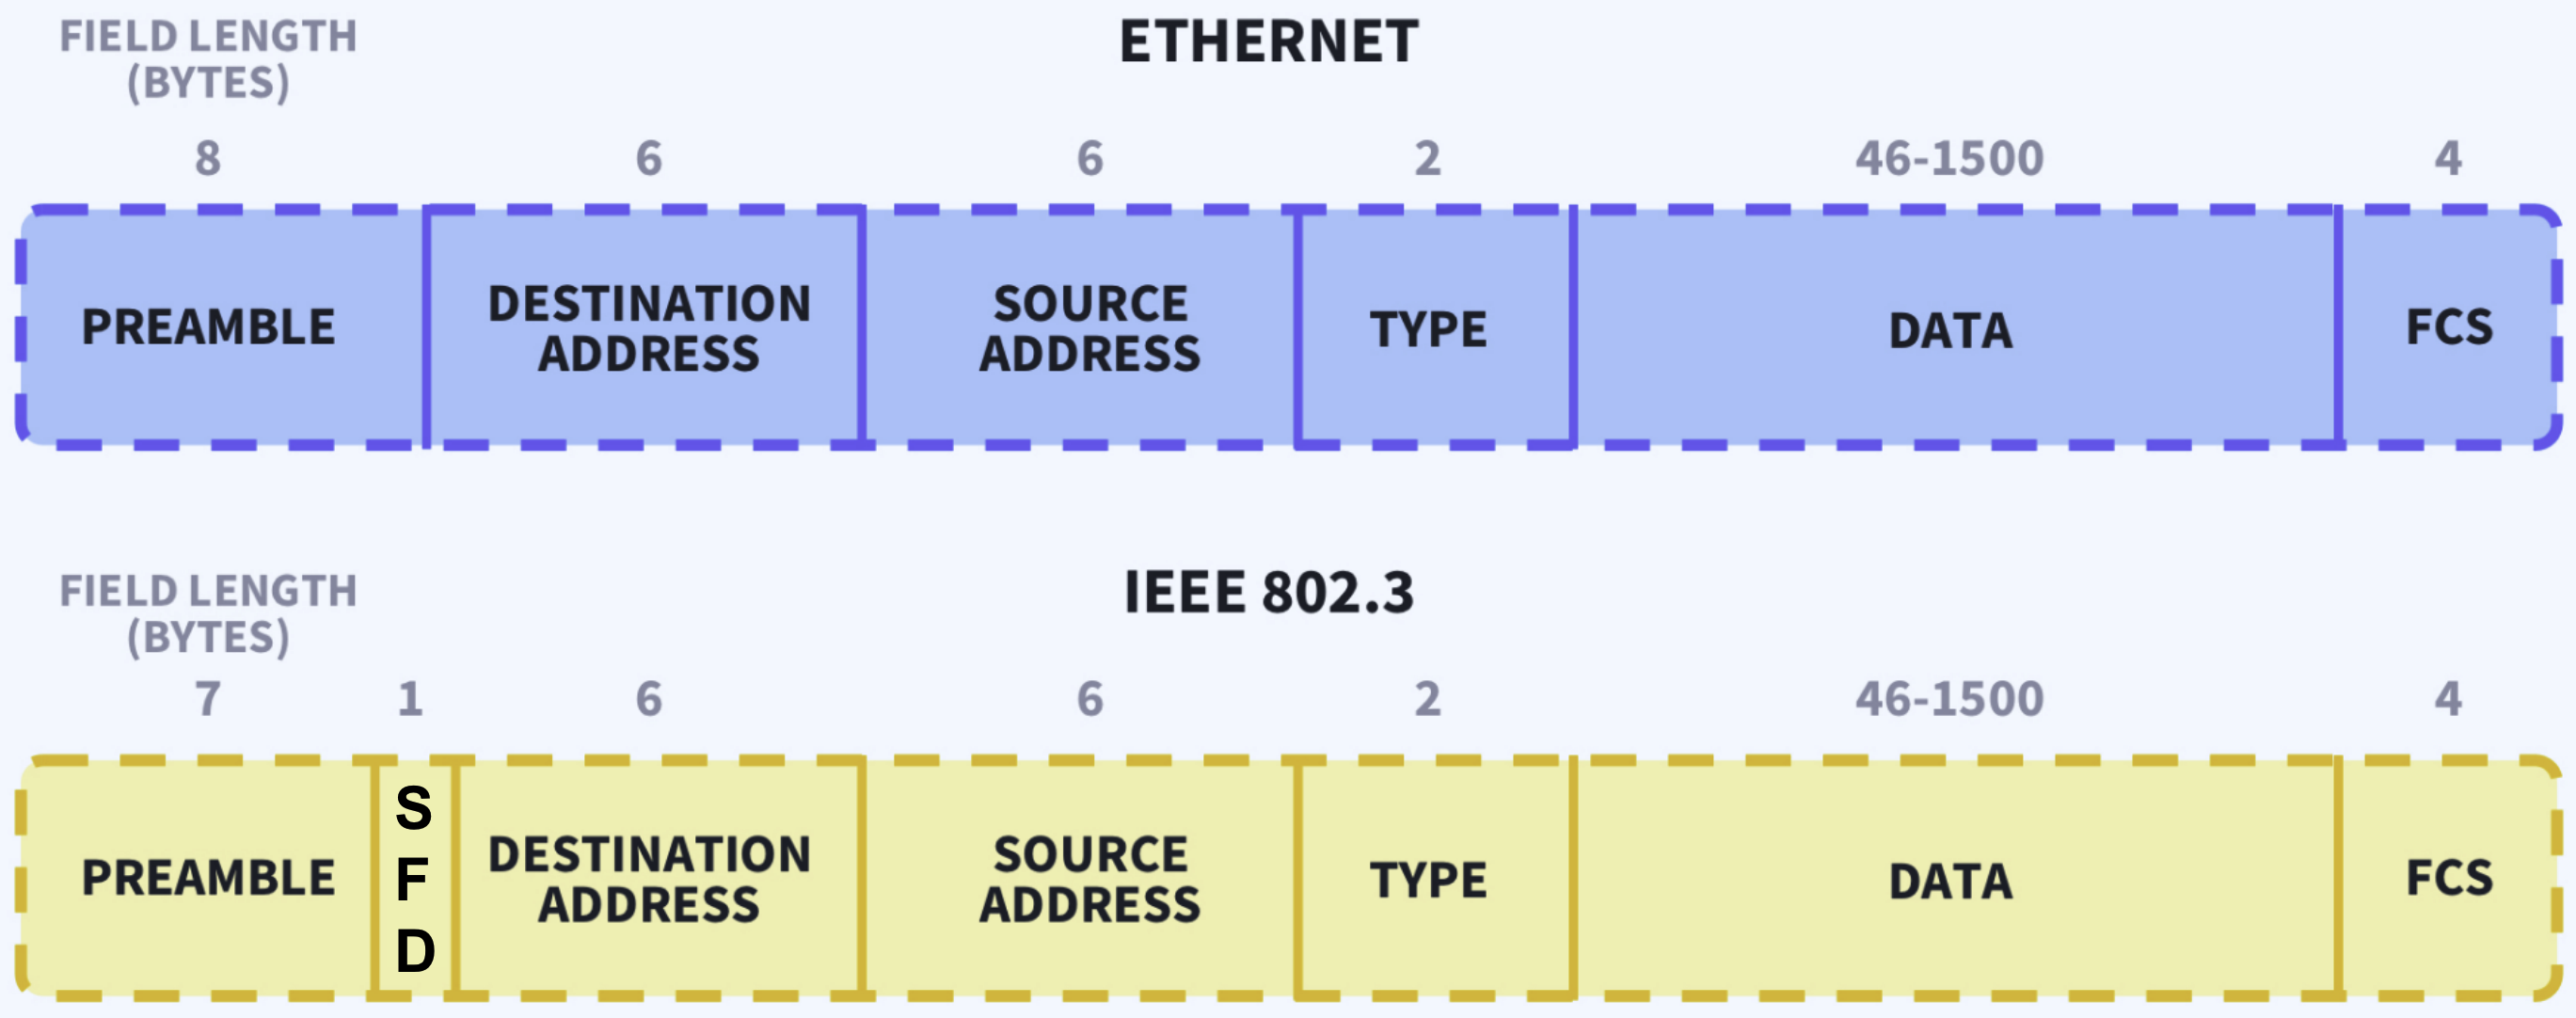 FIELD LENGTH
(BYTES)
ETHERNET
8 6 6 2 46-1500 4
PREAMBLE
DESTINATION
ADDRESS
SOURCE
ADDRESS
TYPE
DATA
FCS
FIELD LENGTH
(BYTES)
IEEE 802.3
7 1 6 6 2 46-1500 4
PREAMBLE
S
F
D
DESTINATION
ADDRESS
SOURCE
ADDRESS
TYPE
DATA
FCS